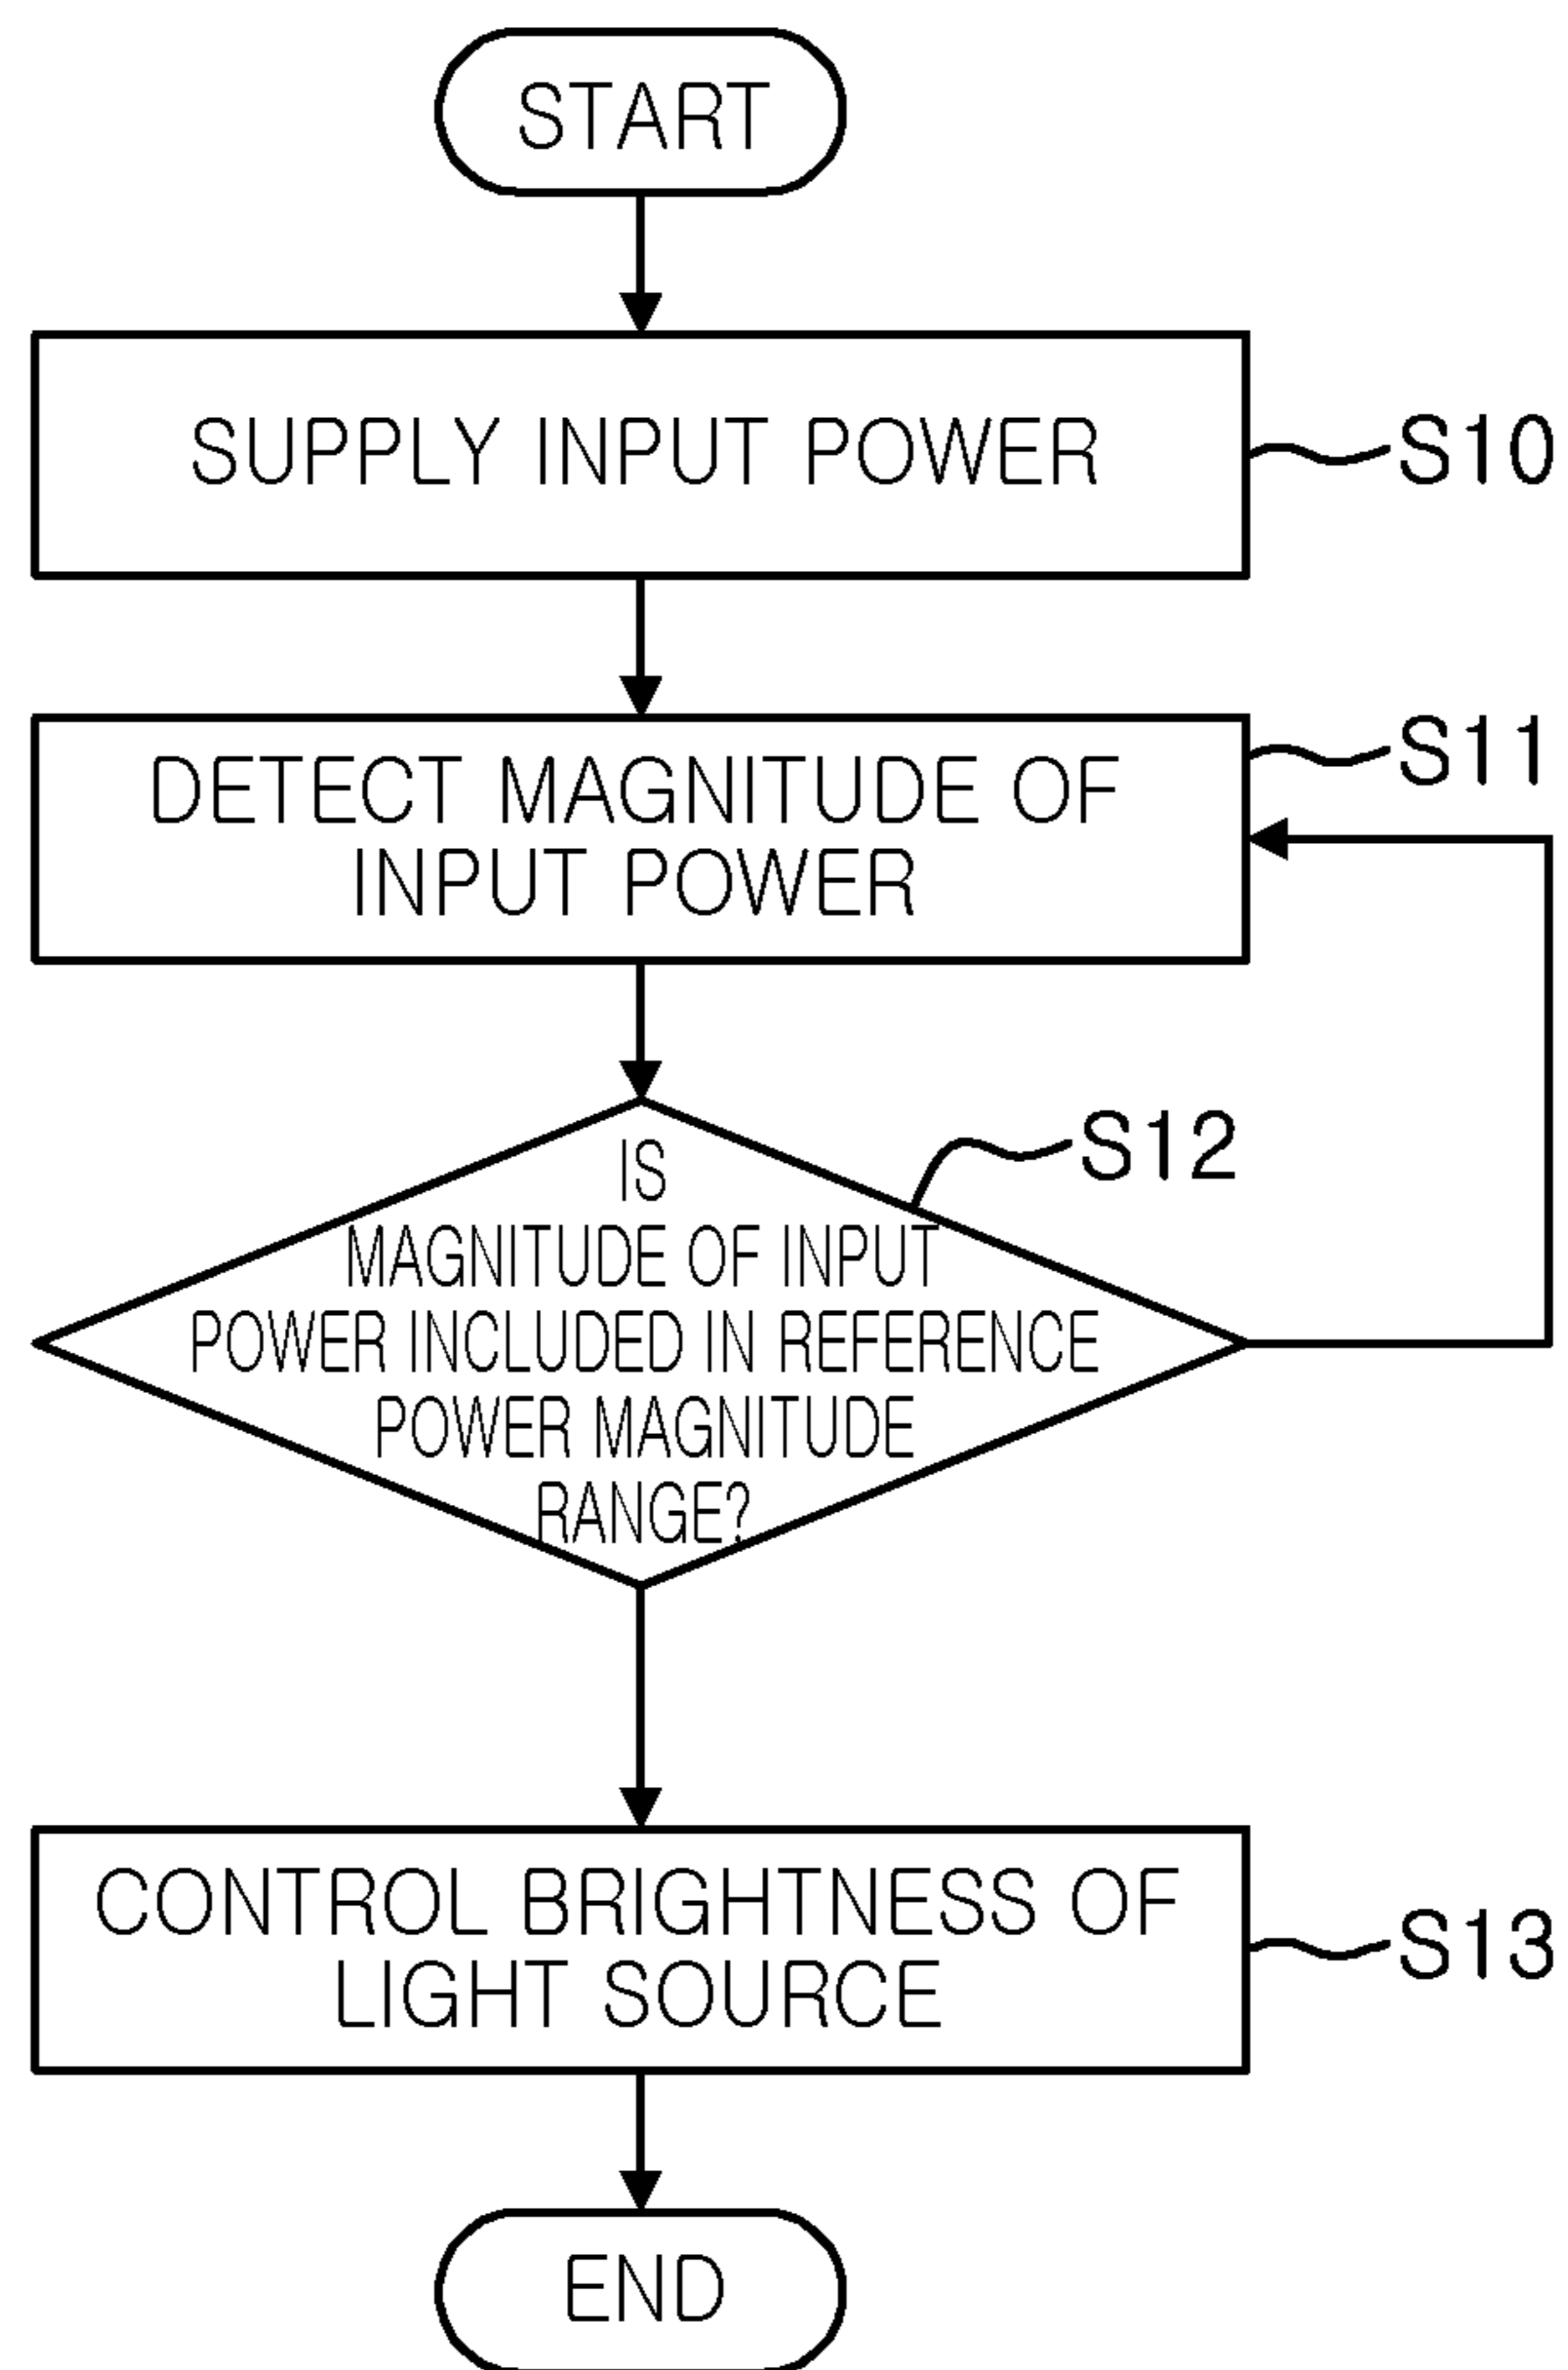 START
SUPPLY INPUT POWER
S10
DETECT MAGNITUDE OF
INPUT POWER
S11
IS
MAGNITUDE OF INPUT
POWER INCLUDED IN REFERENCE
POWER MAGNITUDE
RANGE?
S12
CONTROL BRIGHTNESS OF
LIGHT SOURCE
S13
END